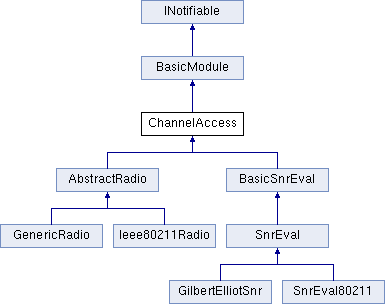 INotifiable
BasicModule
ChannelAccess
AbstractRadio
BasicSnrEval
GenericRadio
Ieee80211Radio
SnrEval
GilbertElliotSnr
SnrEval80211